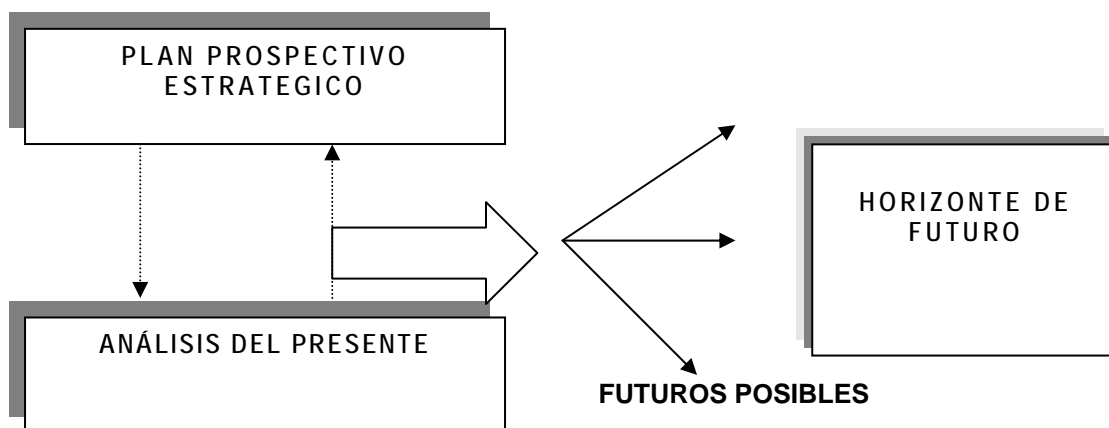 PLAN PROSPECTIVO
ESTRATEGICO
HORIZONTE DE
FUTURO
ANÁLISIS DEL PRESENTE
FUTUROS POSIBLES